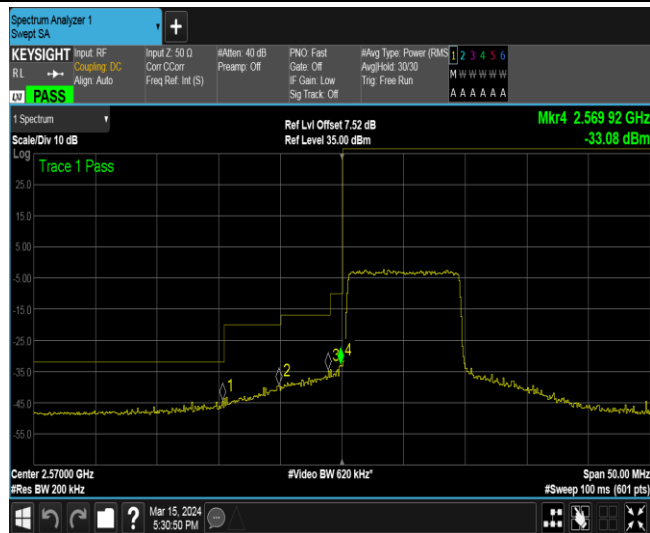 Spectrum Analyzer 1
Swept SA
KEYSIGHT
RL
LXI PASS
Input: RF
Coupling: DC
Align: Auto
Input Z: 50 Ω
Corr CCorr
Freq Ref: Int (S)
#Atten: 40 dB
Preamp: Off
PNO: Fast
Gate: Off
IF Gain: Low
Sig Track: Off
#Avg Type: Power (RMS
Avg|Hold: 30/30
Trig: Free Run
1 2 3 4 5 6
M W W W W W
A A A A A A
1 Spectrum
Scale/Div 10 dB
Ref Lvl Offset 7.52 dB
Ref Level 35.00 dBm
Mkr4 2.569 92 GHz
-33.08 dBm
Log
Trace 1 Pass
25.0
15.0
5.00
-5.00
-15.0
-25.0
-35.0
-45.0
-55.0
1
2
3
4
Center 2.57000 GHz
#Res BW 200 kHz
#Video BW 620 kHz*
Span 50.00 MHz
#Sweep 100 ms (601 pts)
?
Mar 15, 2024
5:30:50 PM